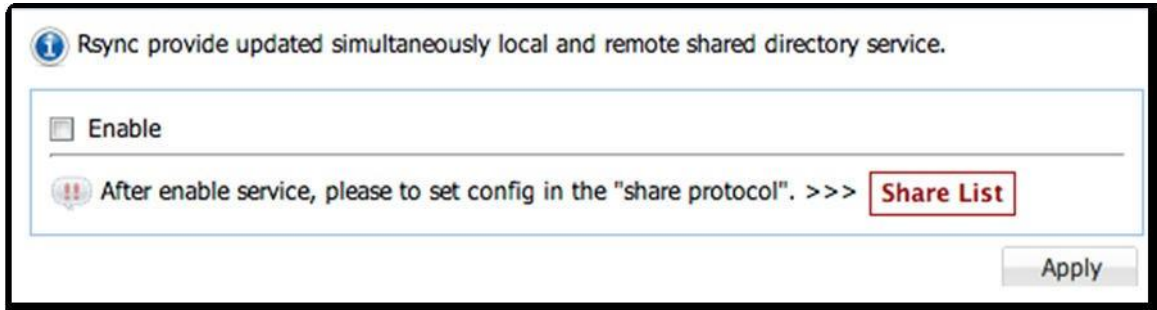 Rsync provide updated simultaneously local and remote shared directory service.
Enable
!! After enable service, please to set config in the "share protocol". >>> Share List
Apply